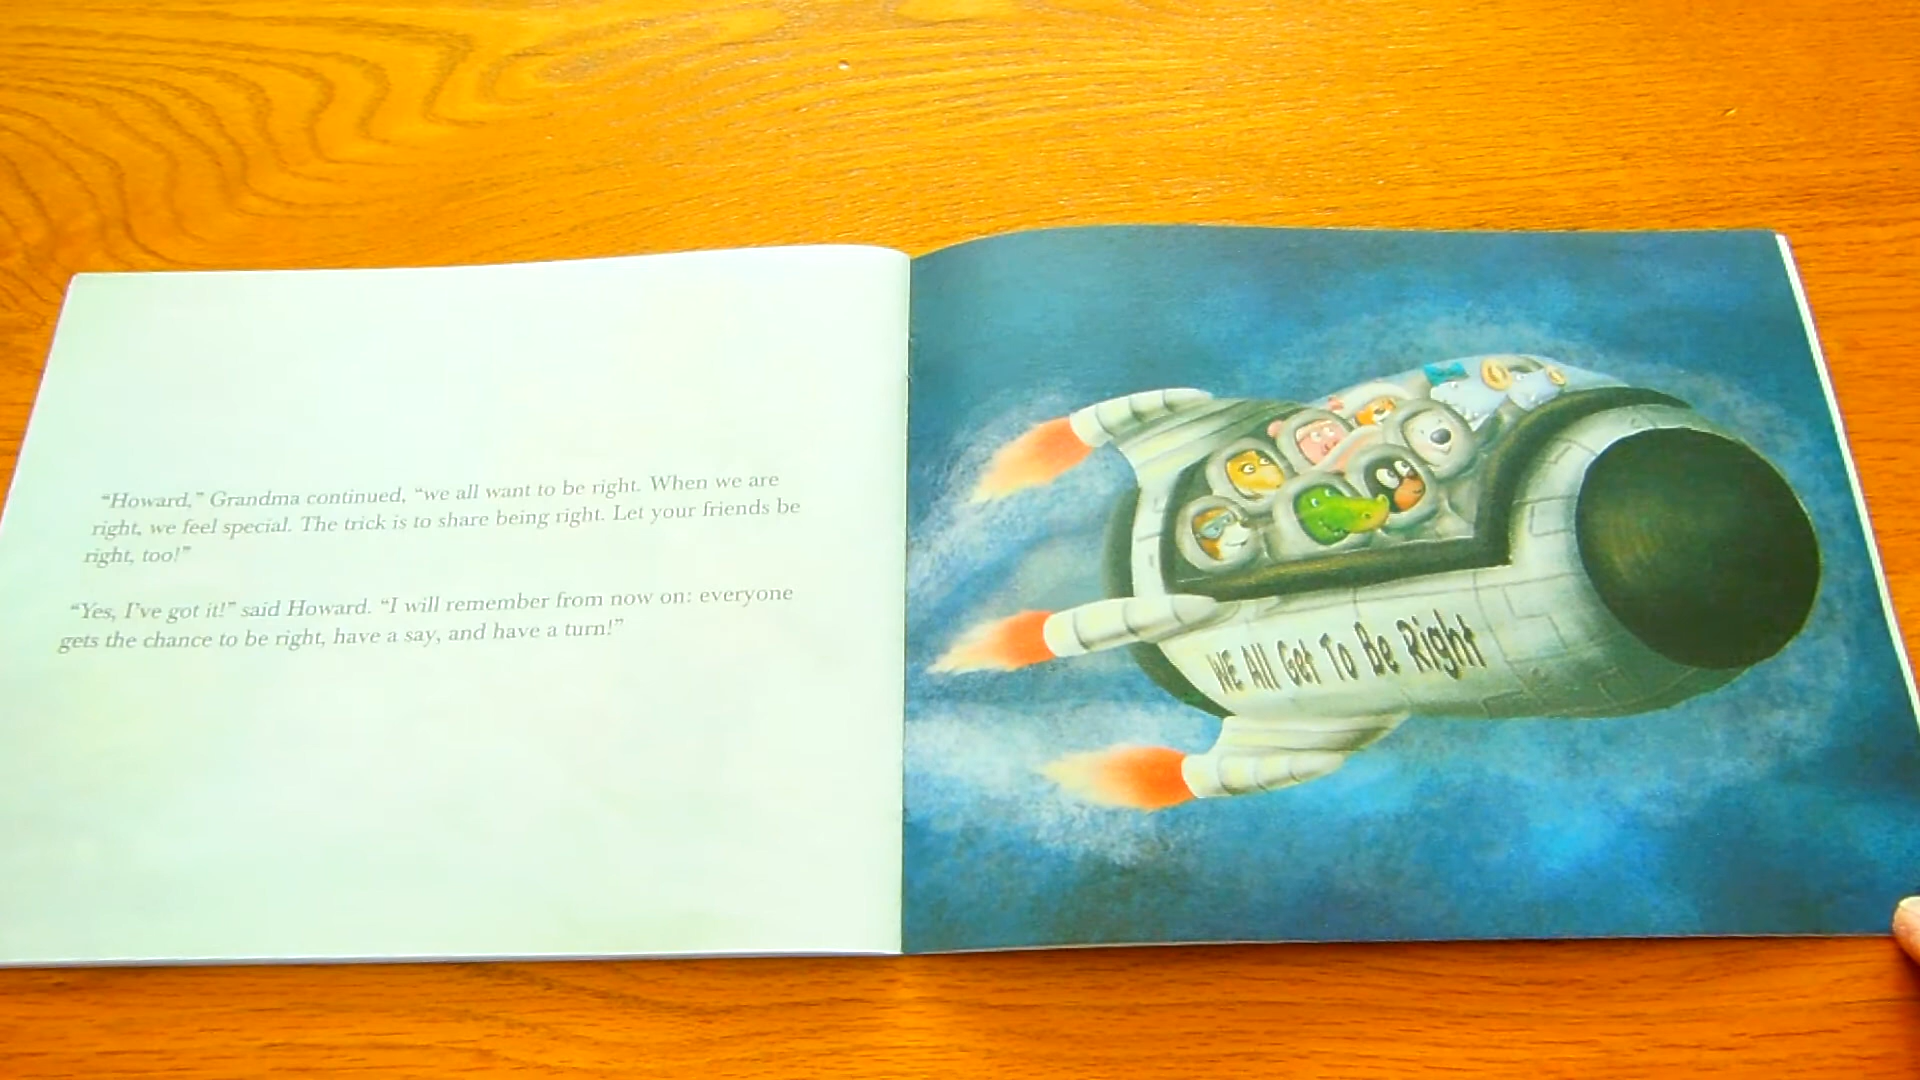 “Howard,” Grandma continued, “we all want to be right. When we are
right, we feel special. The trick is to share being right. Let your friends be
right, too!”
“Yes, I’ve got it!” said Howard. “I will remember from now on: everyone
gets the chance to be right, have a say, and have a turn!”
WE All Get To Be Right